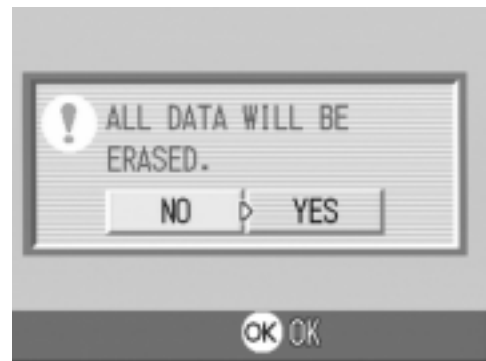 ALL DATA WILL BE
ERASED.
NO YES
OK OK